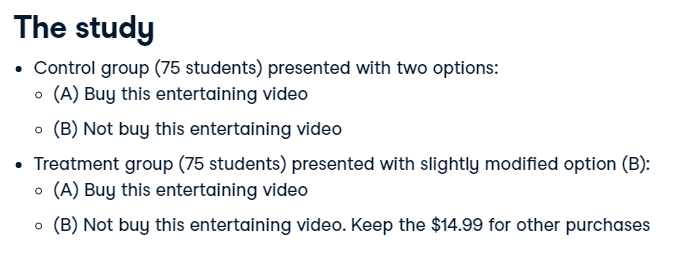 The study
• Control group (75 students) presented with two options:
◦ (A) Buy this entertaining video
◦ (B) Not buy this entertaining video
• Treatment group (75 students) presented with slightly modified option (B):
◦ (A) Buy this entertaining video
◦ (B) Not buy this entertaining video. Keep the $14.99 for other purchases